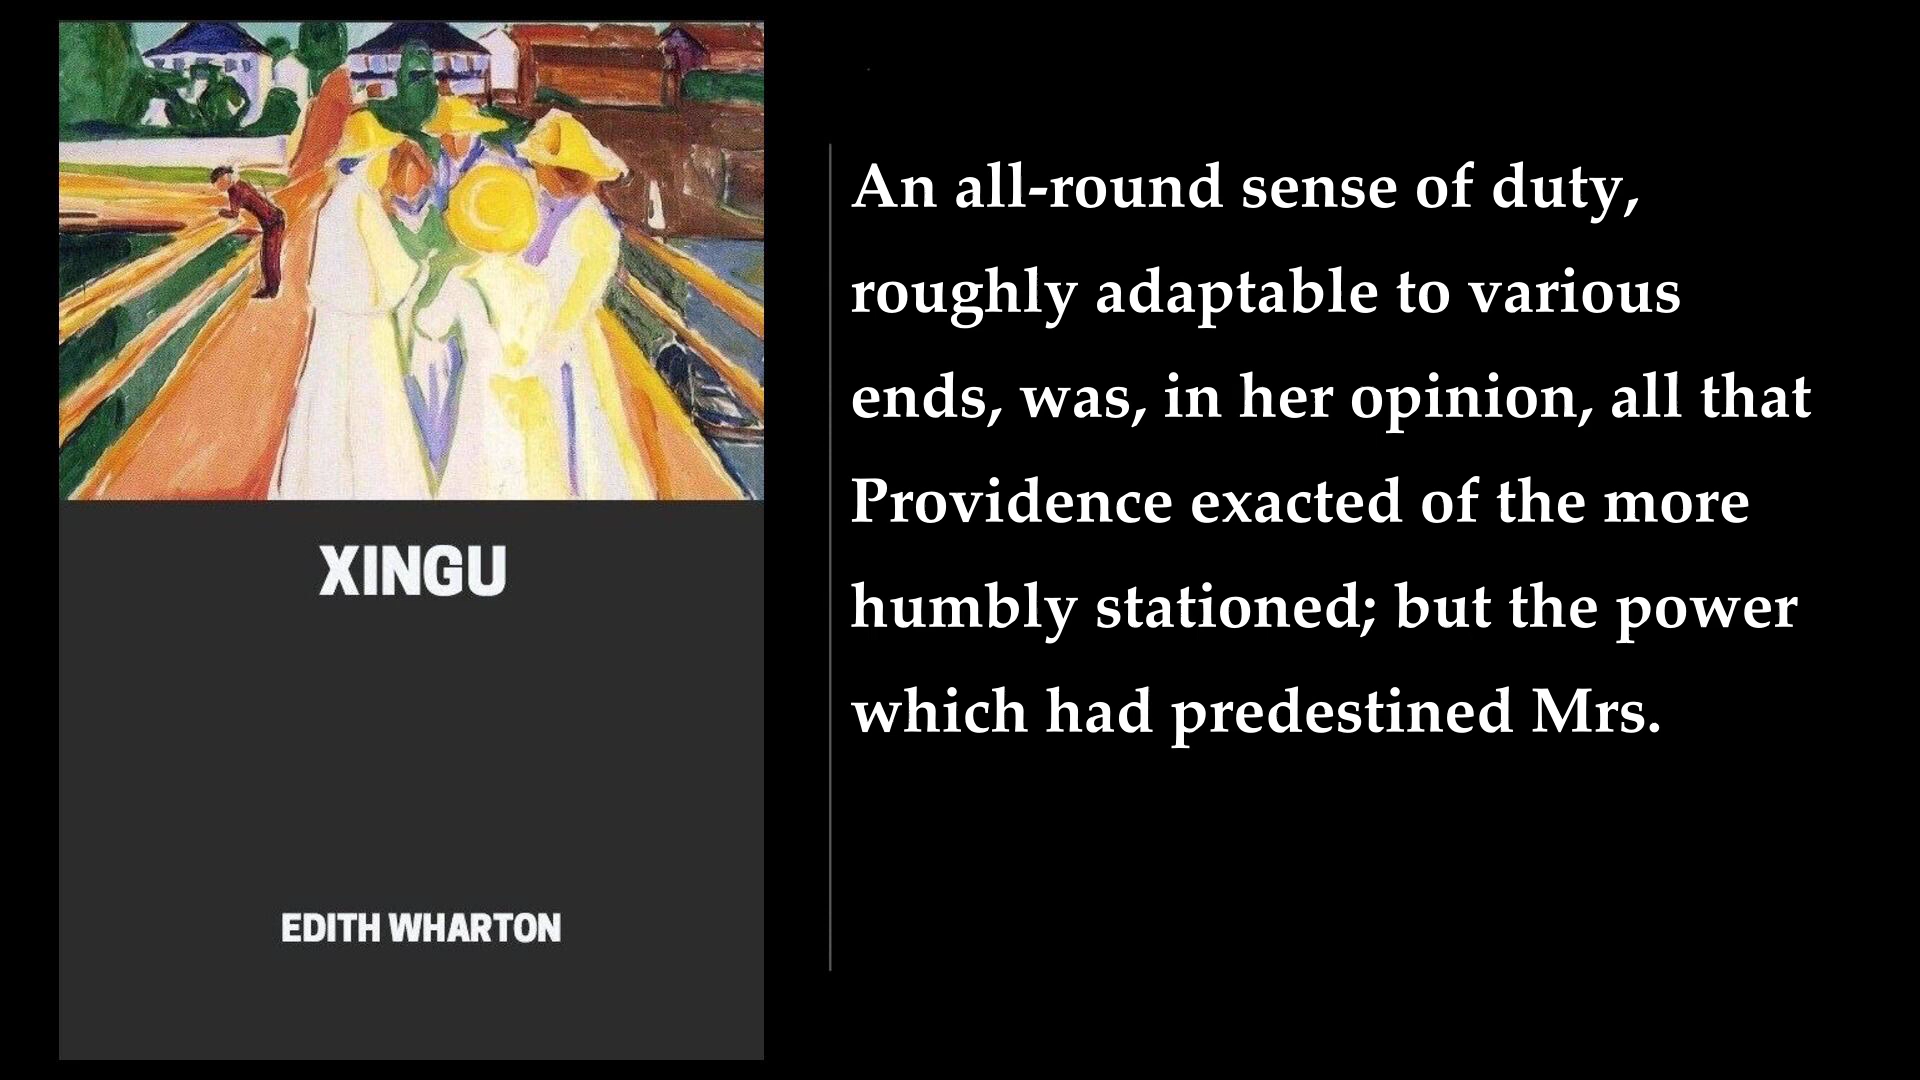 XINGU
EDITH WHARTON
An all-round sense of duty,
roughly adaptable to various
ends, was, in her opinion, all that
Providence exacted of the more
humbly stationed; but the power
which had predestined Mrs.